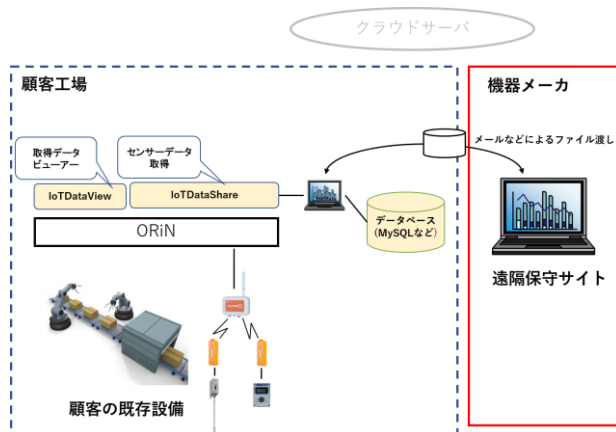 クラウドサーバ
顧客工場
機器メーカ
メールなどによるファイル渡し
取得データ
ビューアー
センサーデータ
取得
IoTDataView
IoTDataShare
データベース
(MySQLなど)
ORiN
遠隔保守サイト
顧客の既存設備